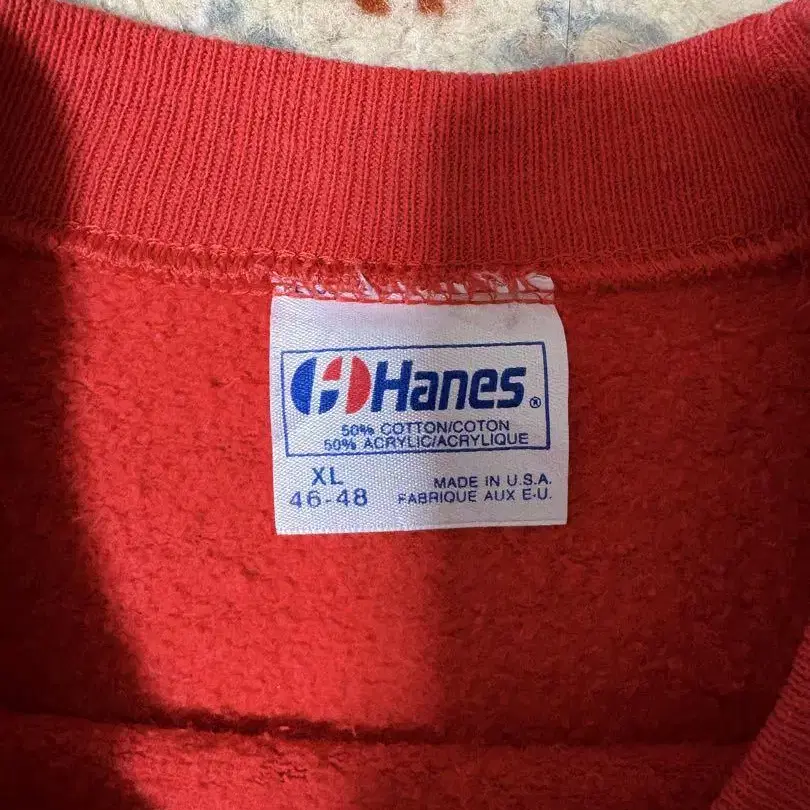 Hanes®
50% COTTON/COTON
50% ACRYLIC/ACRYLIQUE
XL
46-48
MADE IN U.S.A.
FABRIQUE AUX E.U.